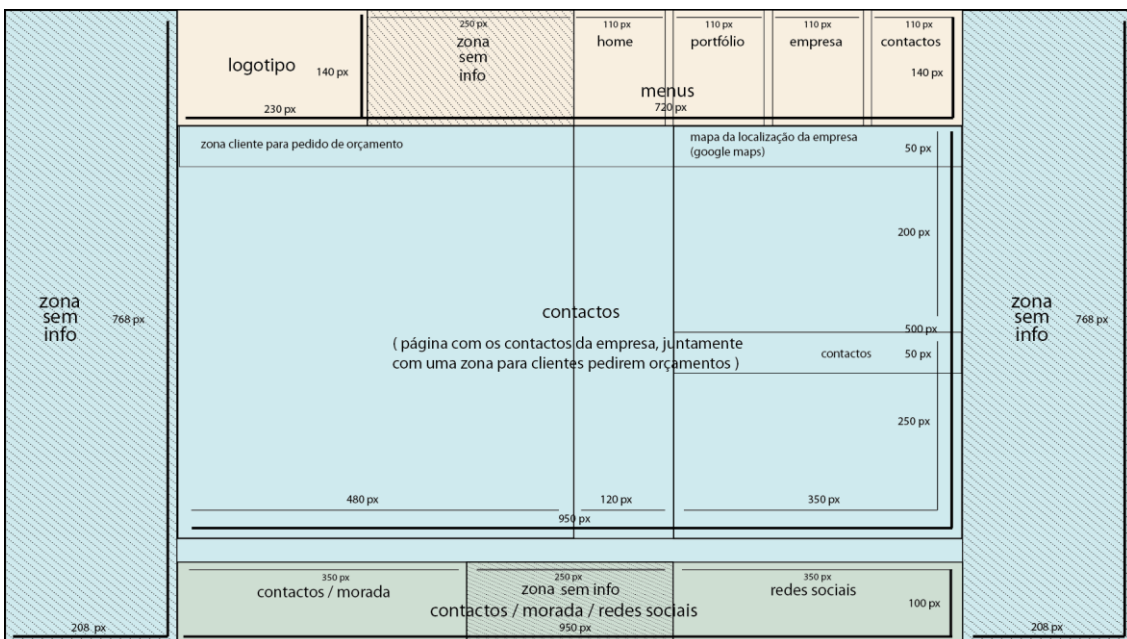 250 px
110 px
110 px
110 px
110 px
zona
sem
info
home
portfólio
empresa
contactos
logotipo
140 px
140 px
menus
230 px
720 px
zona cliente para pedido de orçamento
mapa da localização da empresa
(google maps)
50 px
200 px
zona
sem
info
768 px
contactos
( página com os contactos da empresa, juntamente
com uma zona para clientes pedirem orçamentos )
500 px
contactos
50 px
250 px
zona
sem
info
768 px
480 px
120 px
350 px
950 px
350 px
contactos / morada
250 px
zona sem info
350 px
redes sociais
contactos / morada / redes sociais
100 px
950 px
208 px
208 px